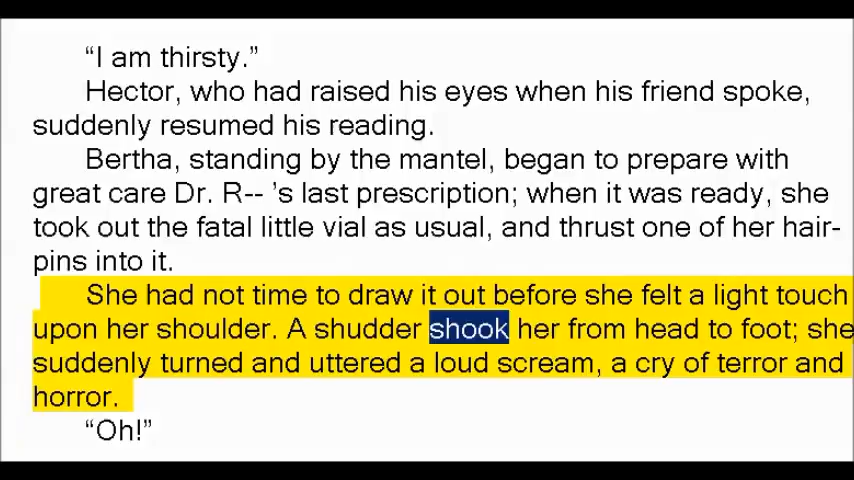 “I am thirsty.”
Hector, who had raised his eyes when his friend spoke,
suddenly resumed his reading.
Bertha, standing by the mantel, began to prepare with
great care Dr. R-- ’s last prescription; when it was ready, she
took out the fatal little vial as usual, and thrust one of her hair-
pins into it.
She had not time to draw it out before she felt a light touch
upon her shoulder. A shudder shook her from head to foot; she
suddenly turned and uttered a loud scream, a cry of terror and
horror.
“Oh!”